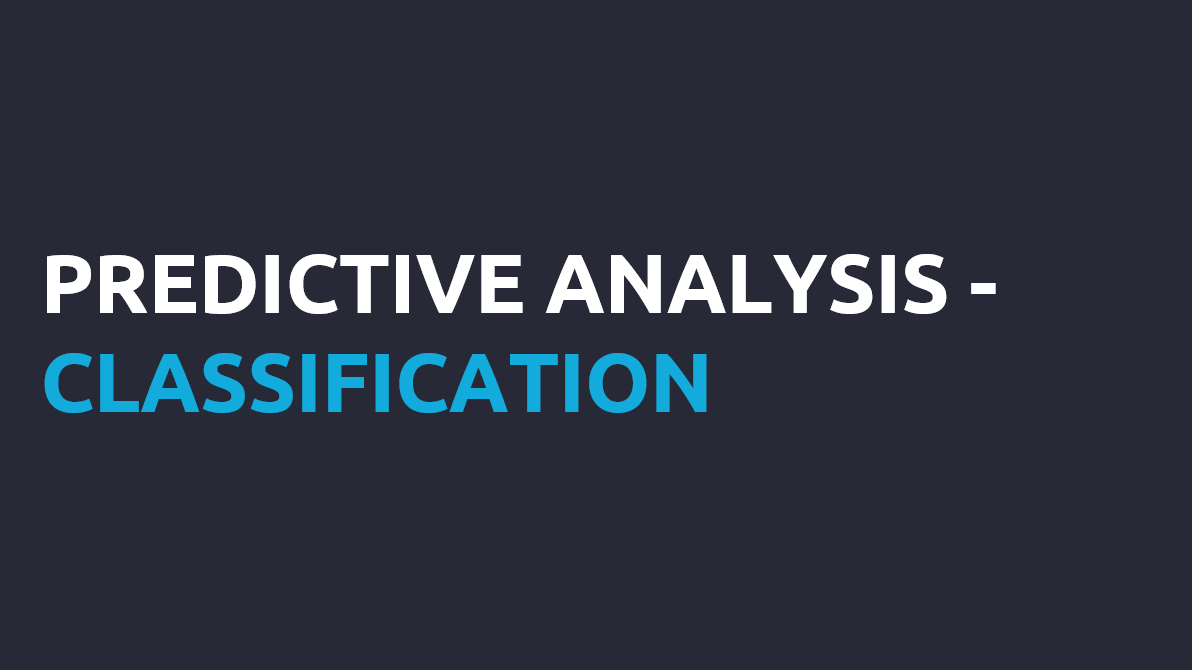 PREDICTIVE ANALYSIS -
CLASSIFICATION